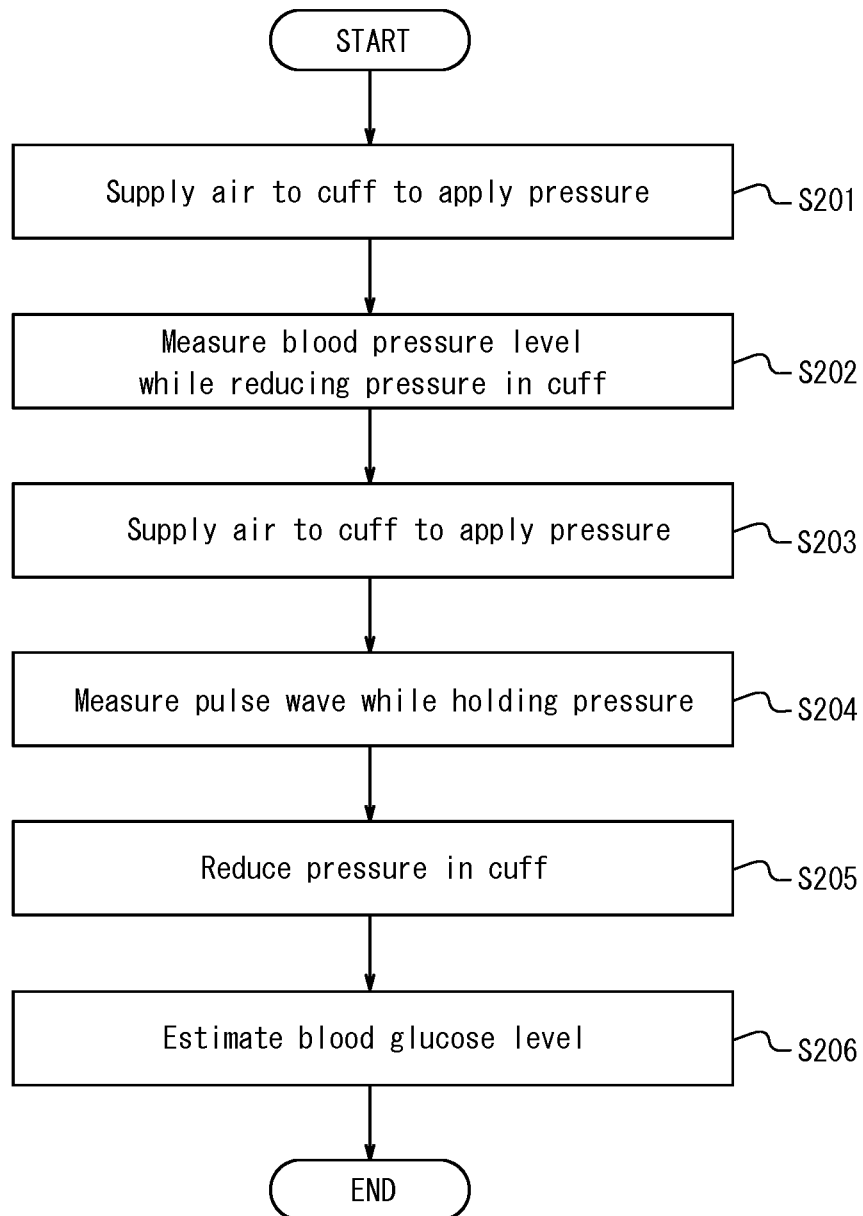 START
Supply air to cuff to apply pressure
S201
Measure blood pressure level
while reducing pressure in cuff
S202
Supply air to cuff to apply pressure
S203
Measure pulse wave while holding pressure
S204
Reduce pressure in cuff
S205
Estimate blood glucose level
S206
END